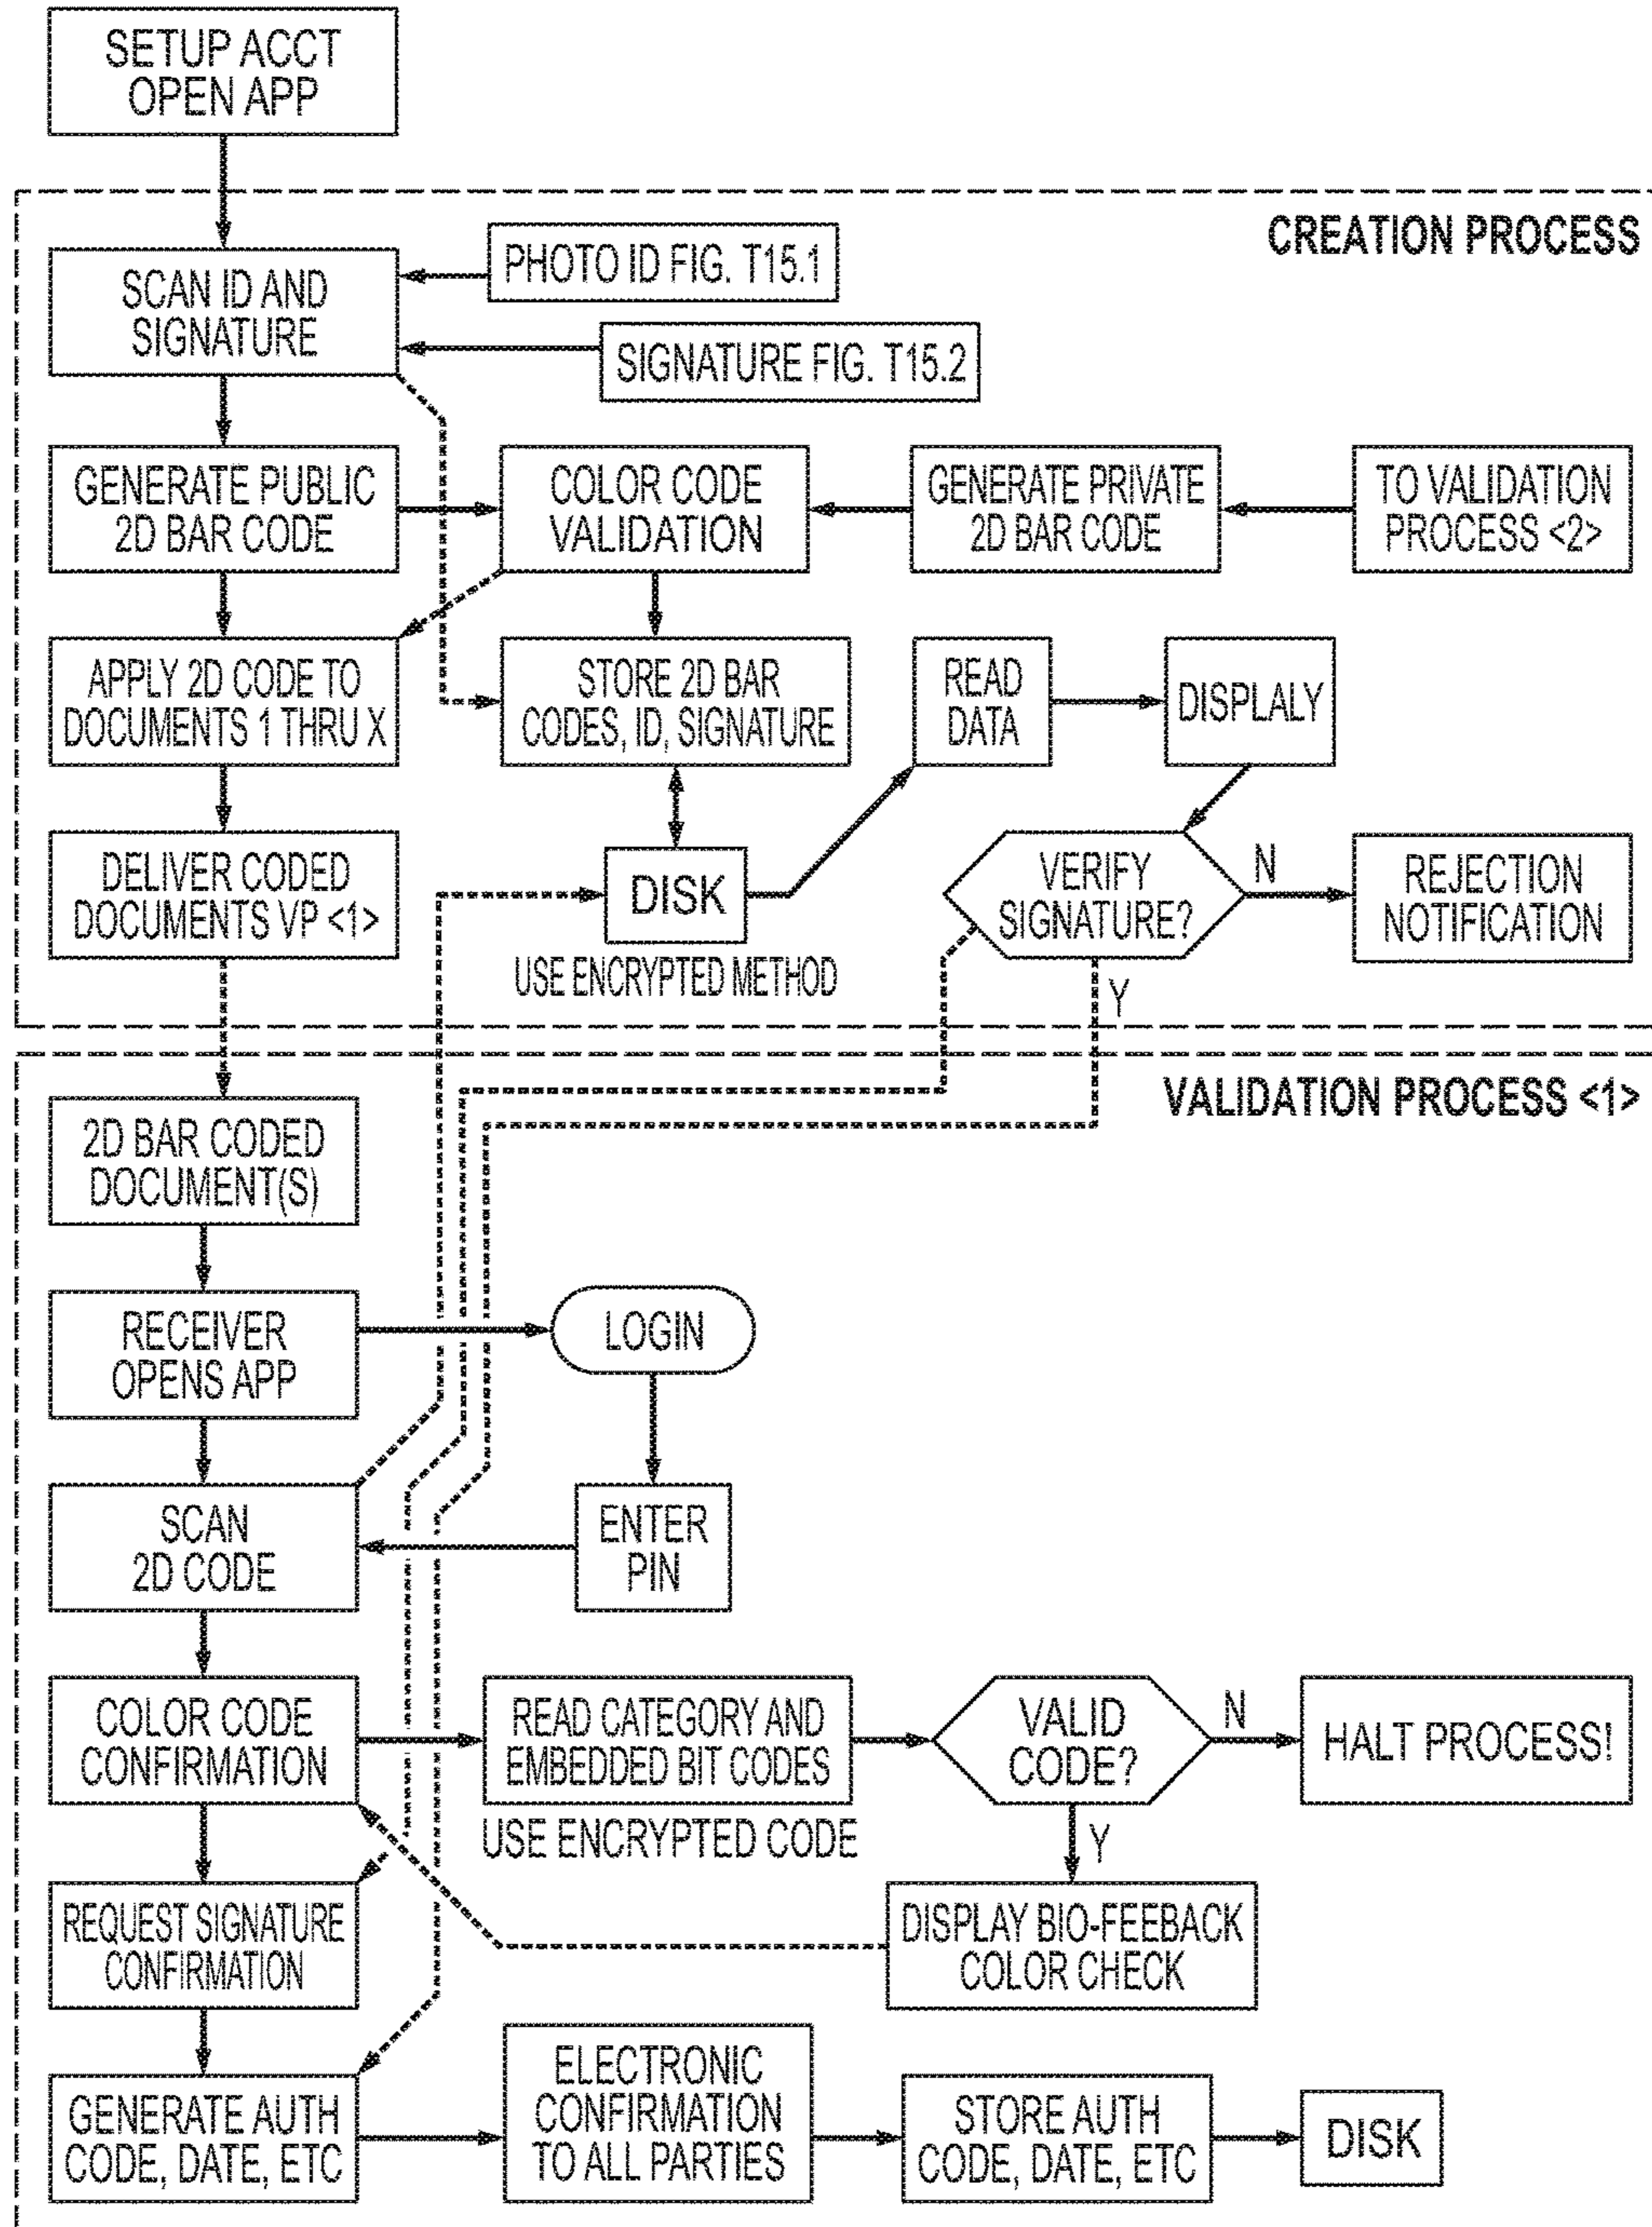 SETUP ACCT
OPEN APP
CREATION PROCESS
SCAN ID AND
SIGNATURE
PHOTO ID FIG. T15.1
SIGNATURE FIG. T15.2
GENERATE PUBLIC
2D BAR CODE
COLOR CODE
VALIDATION
GENERATE PRIVATE
2D BAR CODE
TO VALIDATION
PROCESS <2>
APPLY 2D CODE TO
DOCUMENTS 1 THRU X
STORE 2D BAR
CODES, ID, SIGNATURE
READ
DATA
DISPLALY
DELIVER CODED
DOCUMENTS VP <1>
DISK
USE ENCRYPTED METHOD
VERIFY
SIGNATURE?
N
Y
REJECTION
NOTIFICATION
VALIDATION PROCESS <1>
2D BAR CODED
DOCUMENT(S)
RECEIVER
OPENS APP
LOGIN
SCAN
2D CODE
ENTER
PIN
COLOR CODE
CONFIRMATION
READ CATEGORY AND
EMBEDDED BIT CODES
USE ENCRYPTED CODE
VALID
CODE?
N
Y
HALT PROCESS!
REQUEST SIGNATURE
CONFIRMATION
DISPLAY BIO-FEEBACK
COLOR CHECK
GENERATE AUTH
CODE, DATE, ETC
ELECTRONIC
CONFIRMATION
TO ALL PARTIES
STORE AUTH
CODE, DATE, ETC
DISK